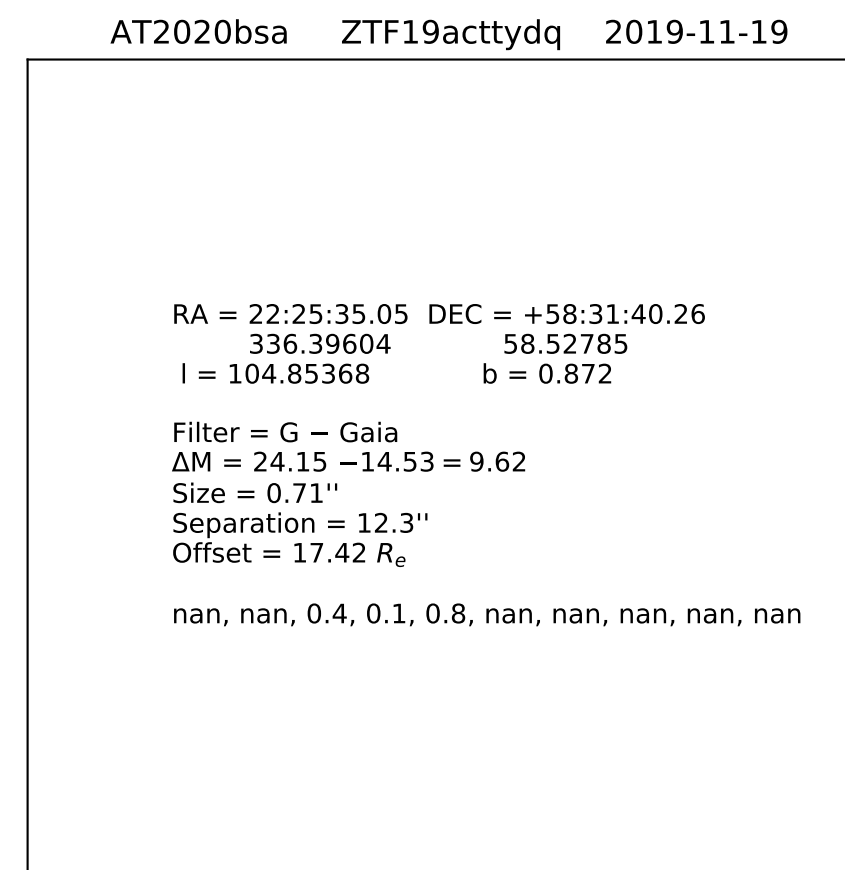 AT2020bsa ZTF19acttydq 2019-11-19
RA = 22:25:35.05 DEC = +58:31:40.26
336.39604 58.52785
l = 104.85368 b = 0.872
Filter = G − Gaia
ΔM = 24.15 −14.53 = 9.62
Size = 0.71''
Separation = 12.3''
Offset = 17.42 Re
nan, nan, 0.4, 0.1, 0.8, nan, nan, nan, nan, nan